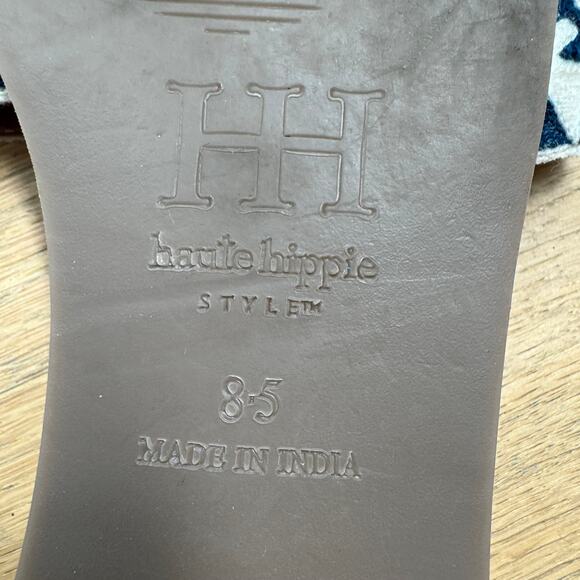 HH
haute hippie
STYLE™
8.5
MADE IN INDIA